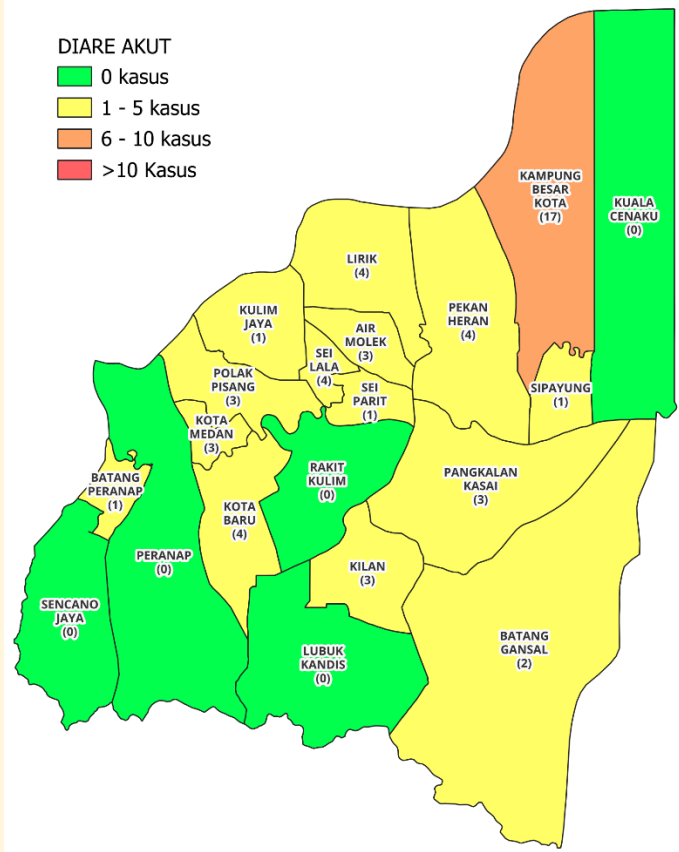 DIARE AKUT
0 kasus
1 - 5 kasus
6 - 10 kasus
>10 Kasus
KAMPUNG
BESAR
KOTA
(17)
KUALA
CENAKU
(0)
LIRIK
(4)
KULIM
JAYA
(1)
AIR
MOLEK
(3)
PEKAN
HERAN
(4)
SEI
LALA
(4)
POLAK
PISANG
(3)
SEI
PARIT
(1)
SIPAYUNG
(1)
KOTA
MEDAN
(3)
BATANG
PERANAP
(1)
RAKIT
KULIM
(0)
PANGKALAN
KASAI
(3)
KOTA
BARU
(4)
PERANAP
(0)
KILAN
(3)
SENCANO
JAYA
(0)
LUBUK
KANDIS
(0)
BATANG
GANSAL
(2)